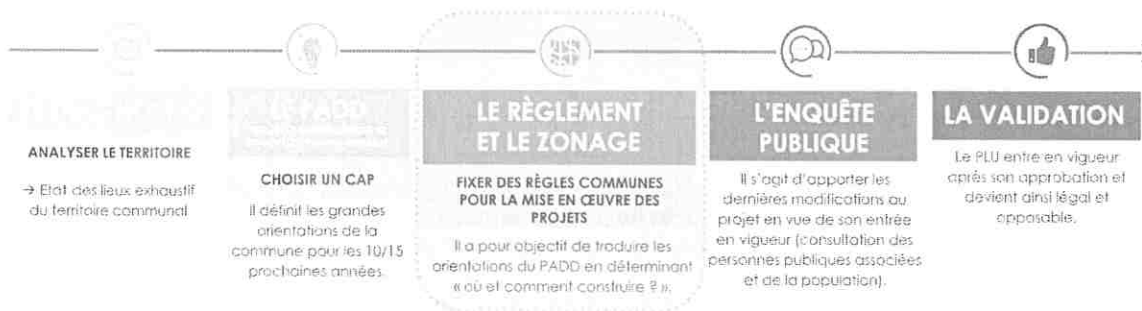 ANALYSER LE TERRITOIRE
→ Etat des lieux exhaustif
du territoire communal
LE PADD
CHOISIR UN CAP
Il définit les grandes
orientations de la
commune pour les 10/15
prochaines années.
LE RÈGLEMENT
ET LE ZONAGE
FIXER DES RÈGLES COMMUNES
POUR LA MISE EN ŒUVRE DES
PROJETS
Il a pour objectif de traduire les
orientations du PADD en déterminant
« où et comment construire ? ».
L'ENQUÊTE
PUBLIQUE
Il s'agit d'apporter les
dernières modifications au
projet en vue de son entrée
en vigueur (consultation des
personnes publiques associées
et de la population).
LA VALIDATION
Le PLU entre en vigueur
après son approbation et
devient ainsi légal et
opposable.